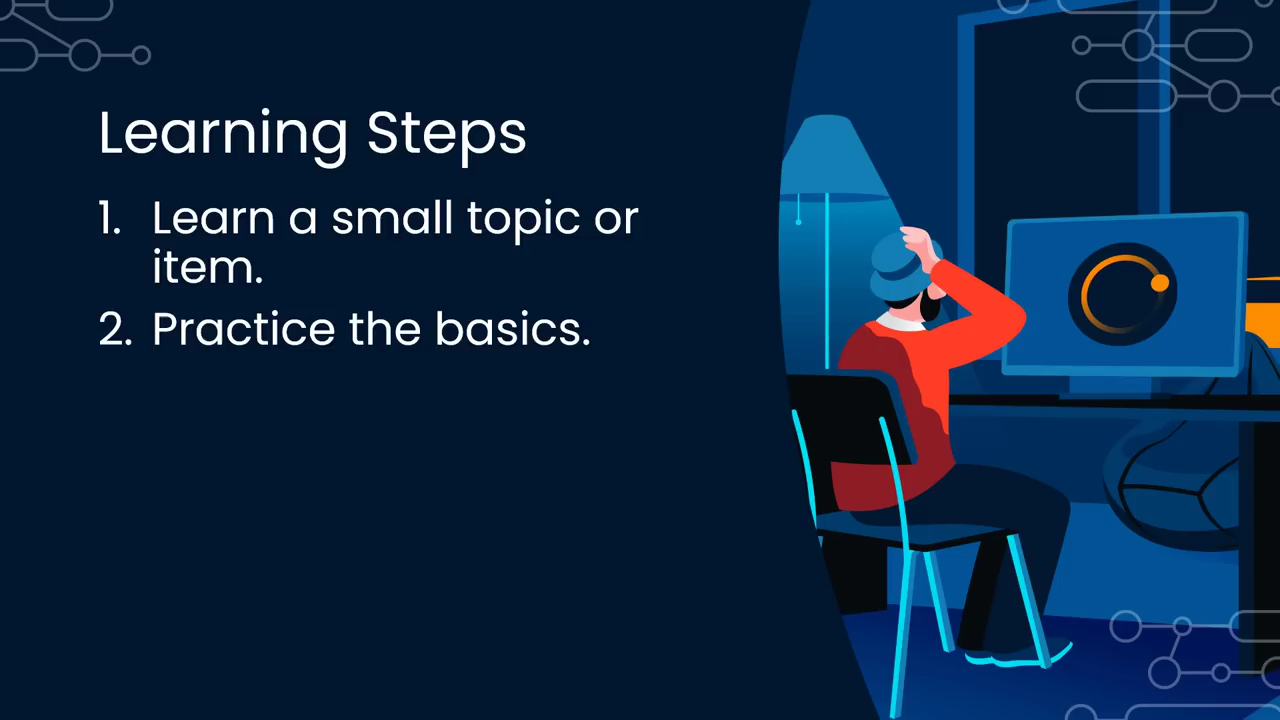 Learning Steps
1. Learn a small topic or
item.
2. Practice the basics.